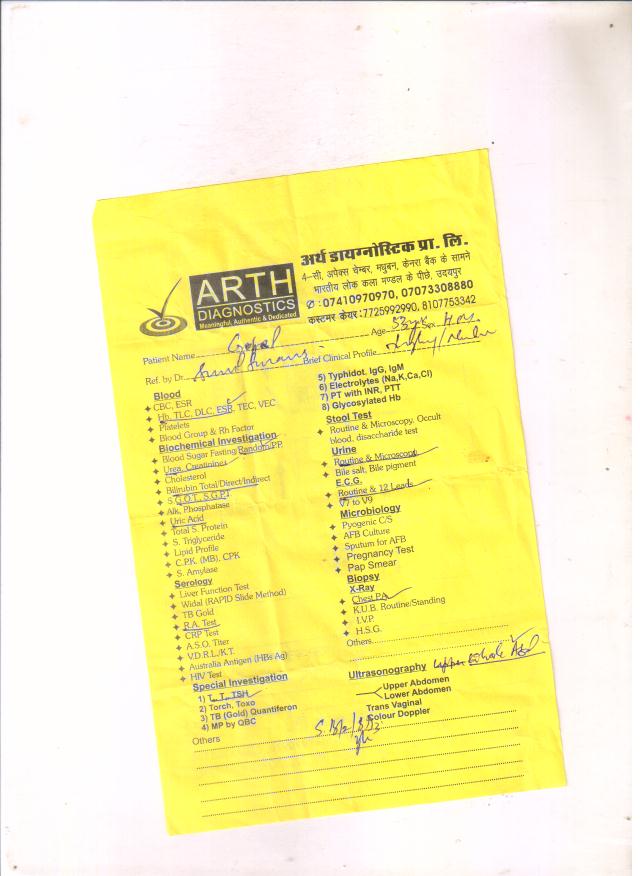 अर्थ डायग्नोस्टिक प्रा. लि.
4-सी, अपेक्स चेम्बर, मधुबन, केनरा बैंक के सामने
भारतीय लोक कला मण्डल के पीछे, उदयपुर
✆ : 07410970970, 07073308880
कस्टमर केयर:7725992990, 8107753342
ARTH
DIAGNOSTICS
Meaningful, Authentic & Dedicated
Patient Name Gopal Age 53yrs Sex
Ref. by Dr. Brief Clinical Profile
Blood
CBC, ESR
Hb, TLC, DLC, ESR, TEC, VEC
Platelets
Blood Group & Rh Factor
Biochemical Investigation
Blood Sugar Fasting/Random/PP
Urea, Creatinine
Cholesterol
Bilirubin Total/Direct/Indirect
S.G.O.T., S.G.P.T
Alk, Phosphatase
Uric Acid
Total S. Protein
S. Triglyceride
Lipid Profile
C.P.K. (MB), CPK
S. Amylase
Serology
Liver Function Test
Widal (RAPID Slide Method)
TB Gold
R.A. Test
CRP Test
A.S.O. Titer
V.D.R.L./K.T.
Australia Antigen (HBs Ag)
HIV Test
Special Investigation
1) T3 T4 TSH
2) Torch, Toxo
3) TB (Gold) Quantiferon
4) MP by QBC
Others
5) Typhidot, IgG, IgM
6) Electrolytes (Na,K,Ca,Cl)
7) PT with INR, PTT
8) Glycosylated Hb
Stool Test
Routine & Microscopy, Occult
blood, disaccharide test
Urine
Routine & Microscopy
Bile salt, Bile pigment
E.C.G.
Routine & 12 Leads
V7 to V9
Microbiology
Pyogenic C/S
AFB Culture
Sputum for AFB
Pregnancy Test
Pap Smear
Biopsy
X-Ray
Chest PA
K.U.B. Routine/Standing
I.V.P.
H.S.G.
Others
Ultrasonography upper whole Abd
Upper Abdomen
Lower Abdomen
Trans Vaginal
Colour Doppler
S. B12/